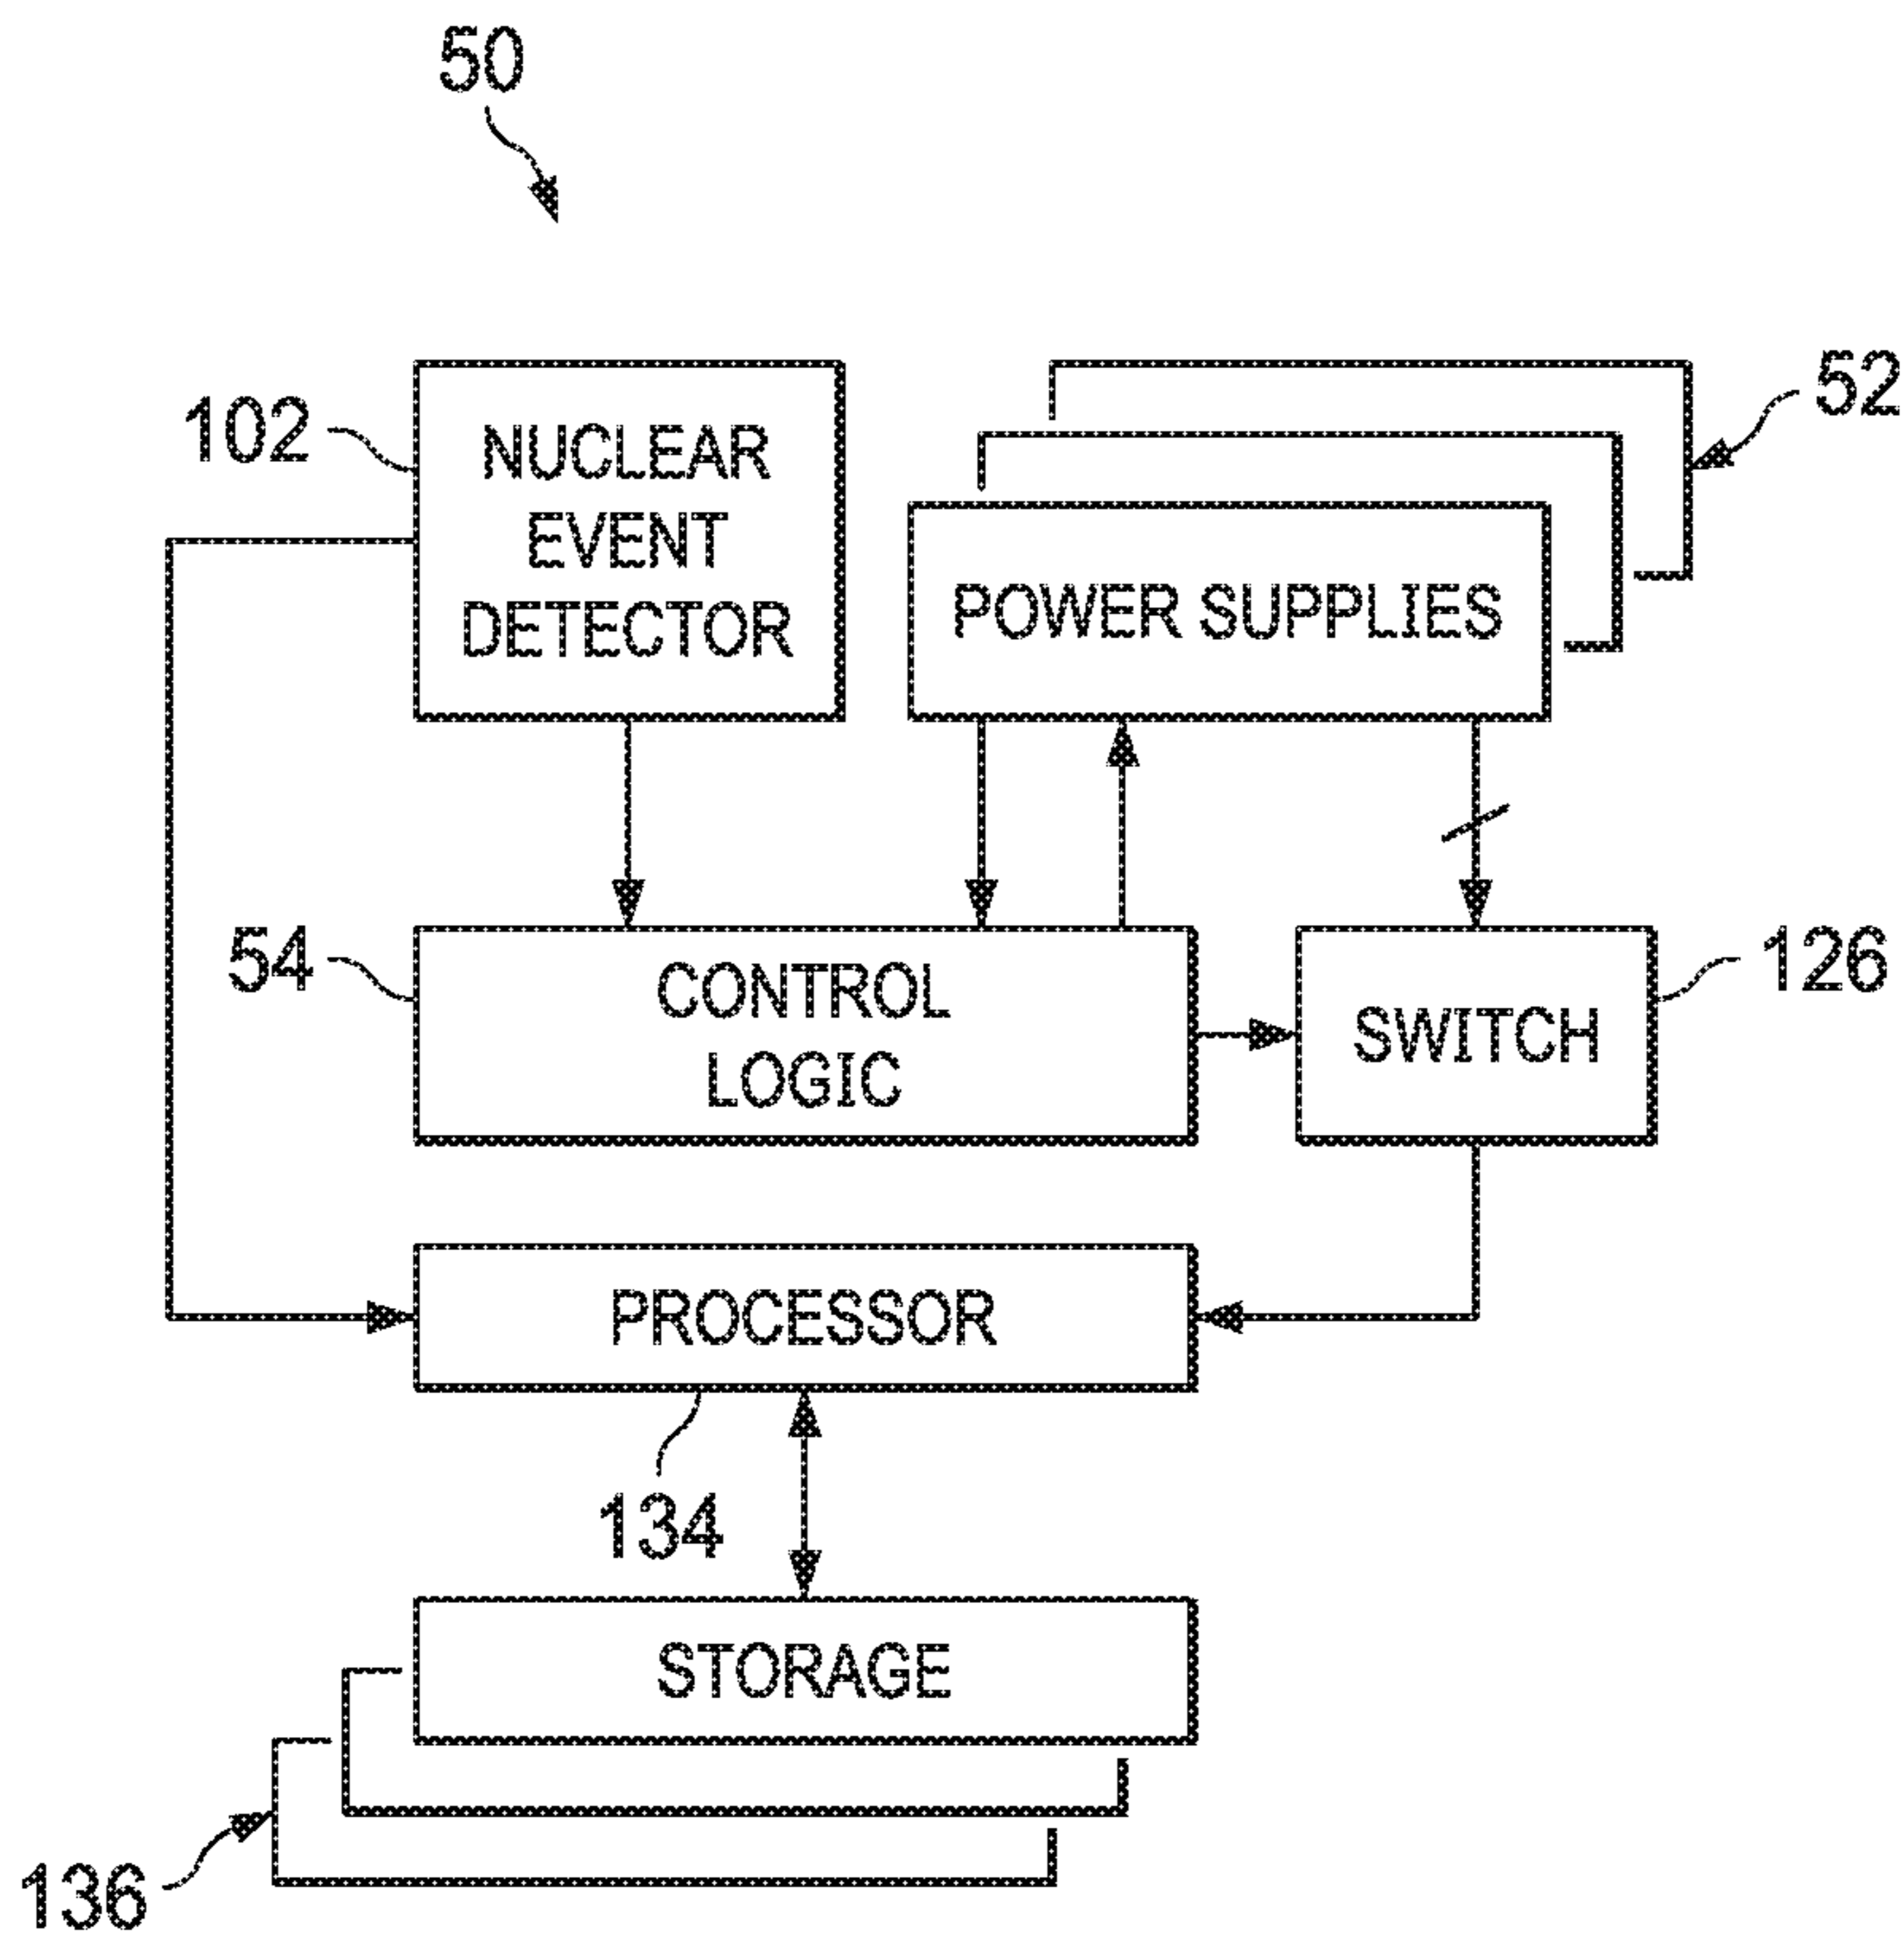 50
102
NUCLEAR
EVENT
DETECTOR
52
POWER SUPPLIES
54
CONTROL
LOGIC
SWITCH
126
PROCESSOR
134
STORAGE
136